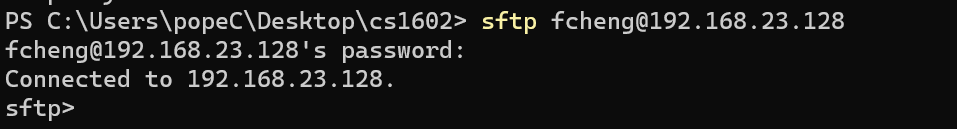 PS C:\Users\popeC\Desktop\cs1602> sftp fcheng@192.168.23.128
fcheng@192.168.23.128's password:
Connected to 192.168.23.128.
sftp>